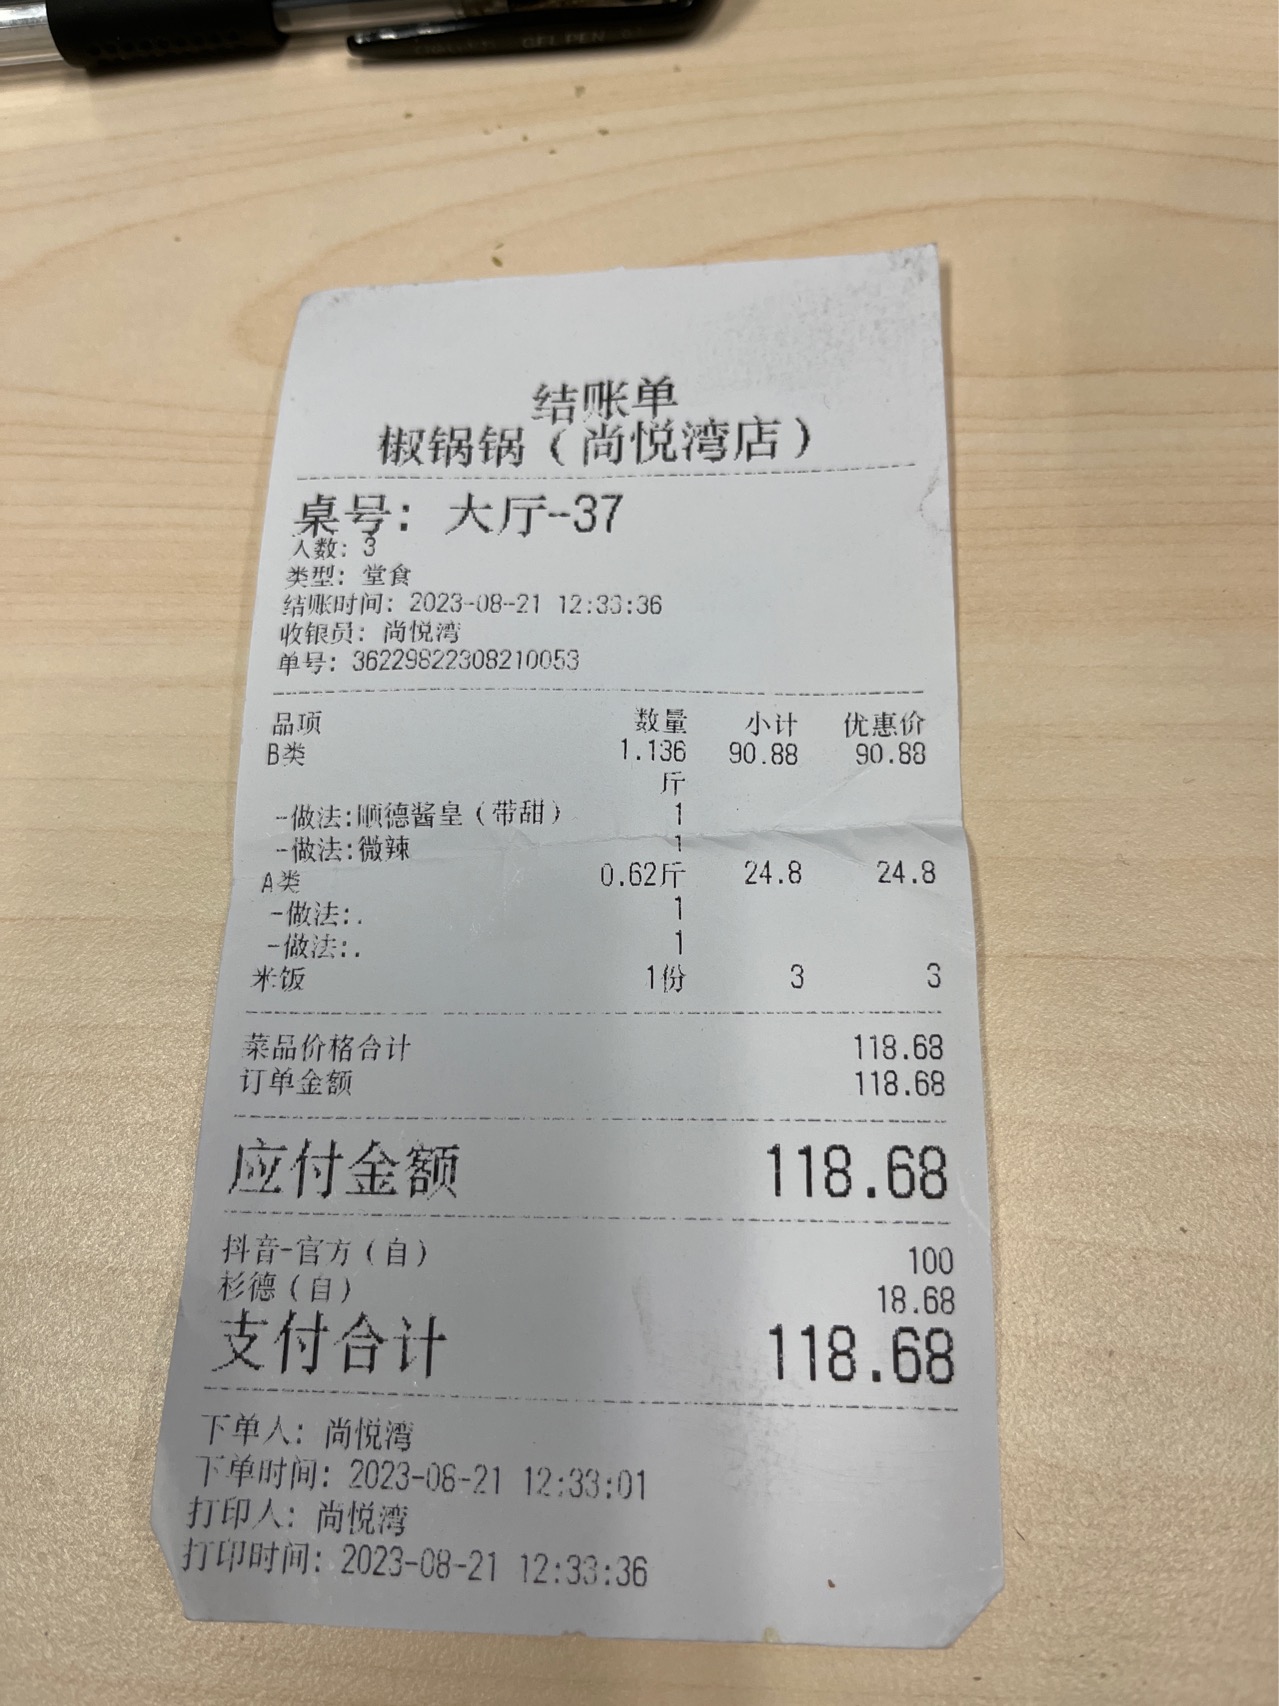 GELPEN
结账单
椒锅锅（尚悦湾店）
桌号: 大厅-37
人数: 3
类型: 堂食
结账时间: 2023-08-21 12:33:36
收银员: 尚悦湾
单号: 36229822308210053
品项 数量 小计 优惠价
B类 1.136 90.88 90.88
斤
-做法:顺德酱皇（带甜） 1
-做法:微辣 1
A类 0.62斤 24.8 24.8
-做法:. 1
-做法:. 1
米饭 1份 3 3
菜品价格合计 118.68
订单金额 118.68
应付金额 118.68
抖音-官方（自） 100
杉德（自） 18.68
支付合计 118.68
下单人: 尚悦湾
下单时间: 2023-08-21 12:33:01
打印人: 尚悦湾
打印时间: 2023-08-21 12:33:36